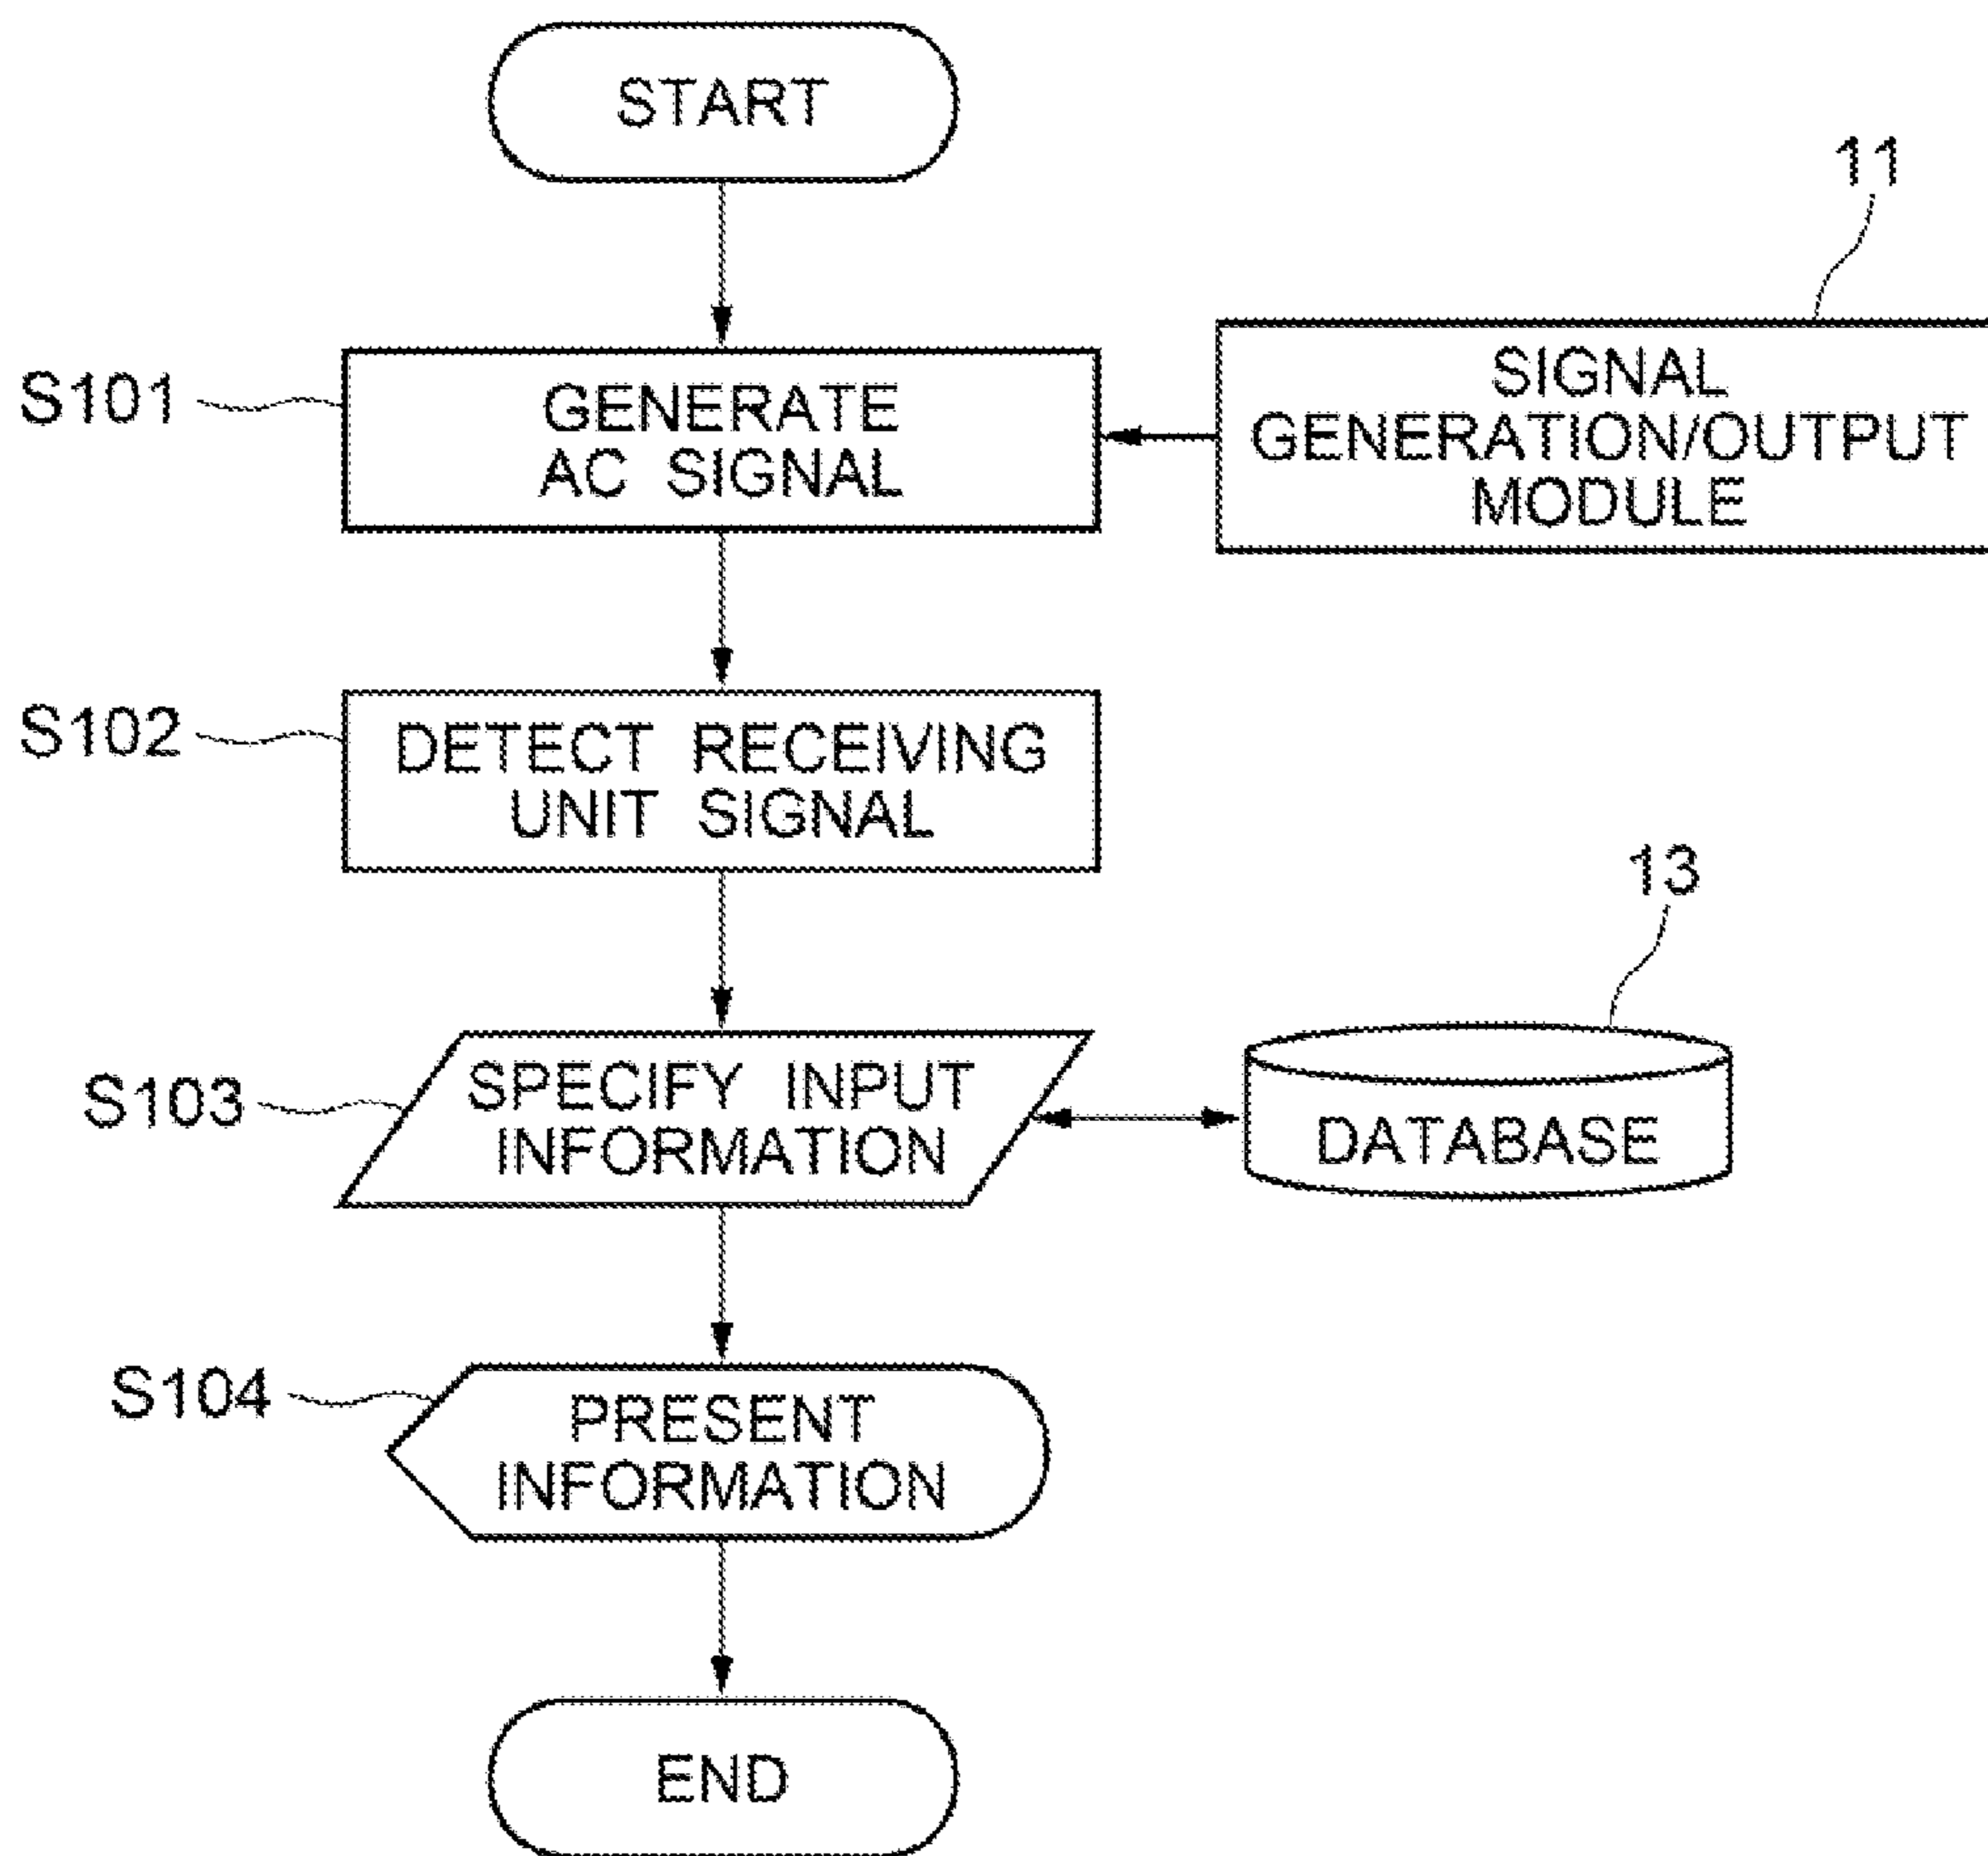 START
11
S101
GENERATE
AC SIGNAL
SIGNAL
GENERATION/OUTPUT
MODULE
S102
DETECT RECEIVING
UNIT SIGNAL
13
S103
SPECIFY INPUT
INFORMATION
DATABASE
S104
PRESENT
INFORMATION
END